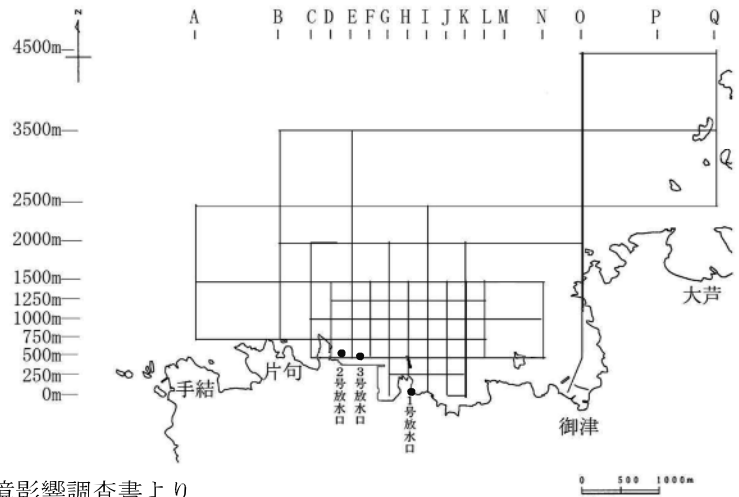 A B C D E F G H I J K L M N O P Q
N
4500m
3500m
2500m
2000m
1500m
1250m
1000m
750m
500m
250m
0m
手結
片句
2号放水口
3号放水口
1号放水口
御津
大芦
0 500 1000m
境影響調査書より